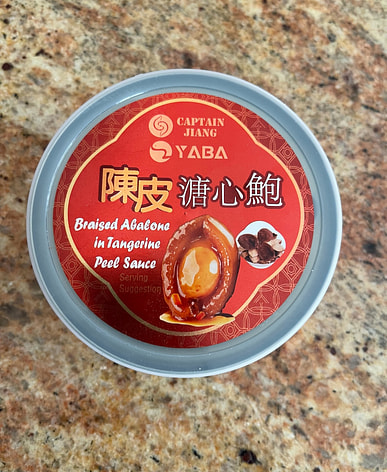 CAPTAIN
JIANG
YABA
陳皮溏心鮑
Braised Abalone
in Tangerine
Peel Sauce
Serving
Suggestion